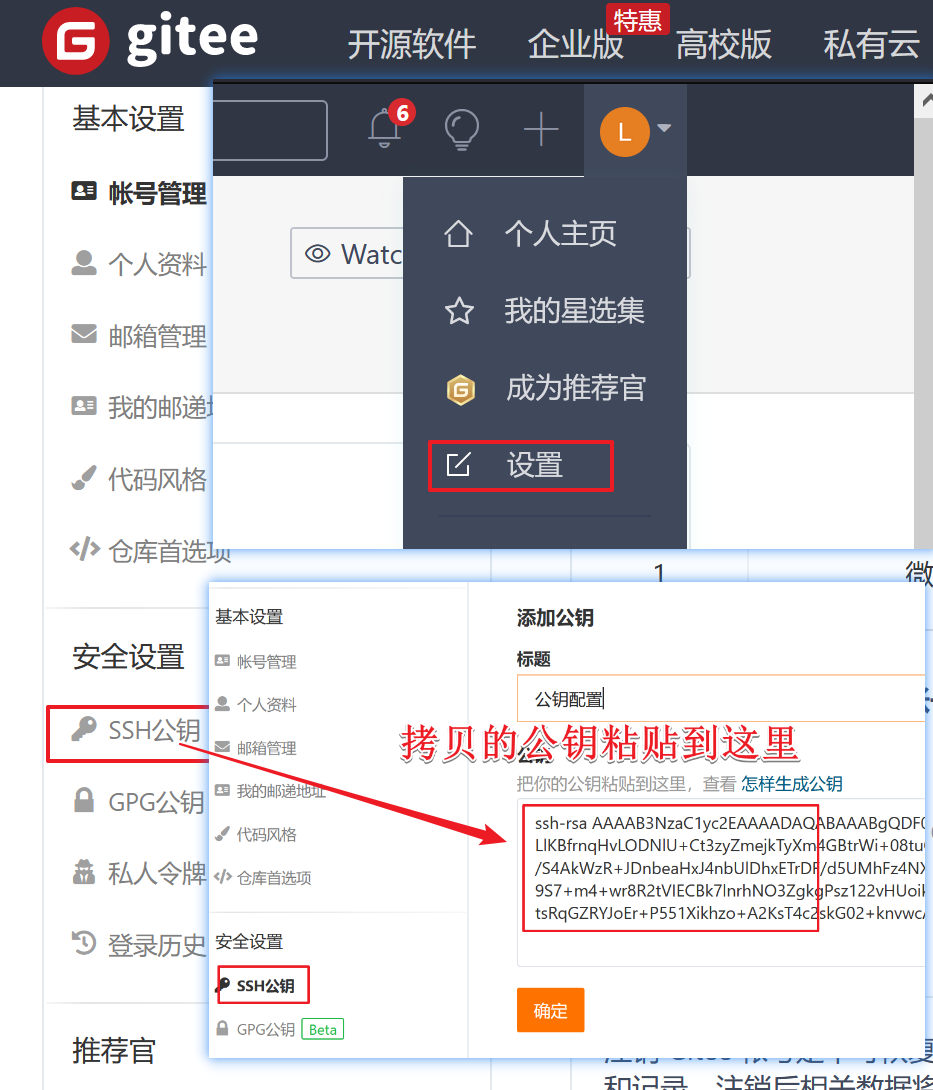 gitee
开源软件 企业版 特惠 高校版 私有云
基本设置
帐号管理
个人资料
邮箱管理
我的邮递
代码风格
仓库首选项
安全设置
SSH公钥
GPG公钥
私人令牌
登录历史
推荐官
6
L
Watc
个人主页
我的星选集
成为推荐官
设置
1
微
基本设置
帐号管理
个人资料
邮箱管理
我的邮递地址
代码风格
仓库首选项
安全设置
SSH公钥
GPG公钥 Beta
添加公钥
标题
公钥配置
拷贝的公钥粘贴到这里
把你的公钥粘贴到这里，查看 怎样生成公钥
ssh-rsa AAAAB3NzaC1yc2EAAAADAQABAAABgQDF
LlKBfrnqHvLODNlU+Ct3zyZmejkTyXm4GBtrWi+08tu
/S4AkWzR+JDnbeaHxJ4nbUlDhxETrDF/d5UMhFz4NX
9S7+m4+wr8R2tVIECBk7lnrhNO3ZgkgPsz122vHUoi
tsRqGZRYJoEr+P551Xikhzo+A2KsT4c2skG02+knvwc
确定
和记录，注销后相关数据将